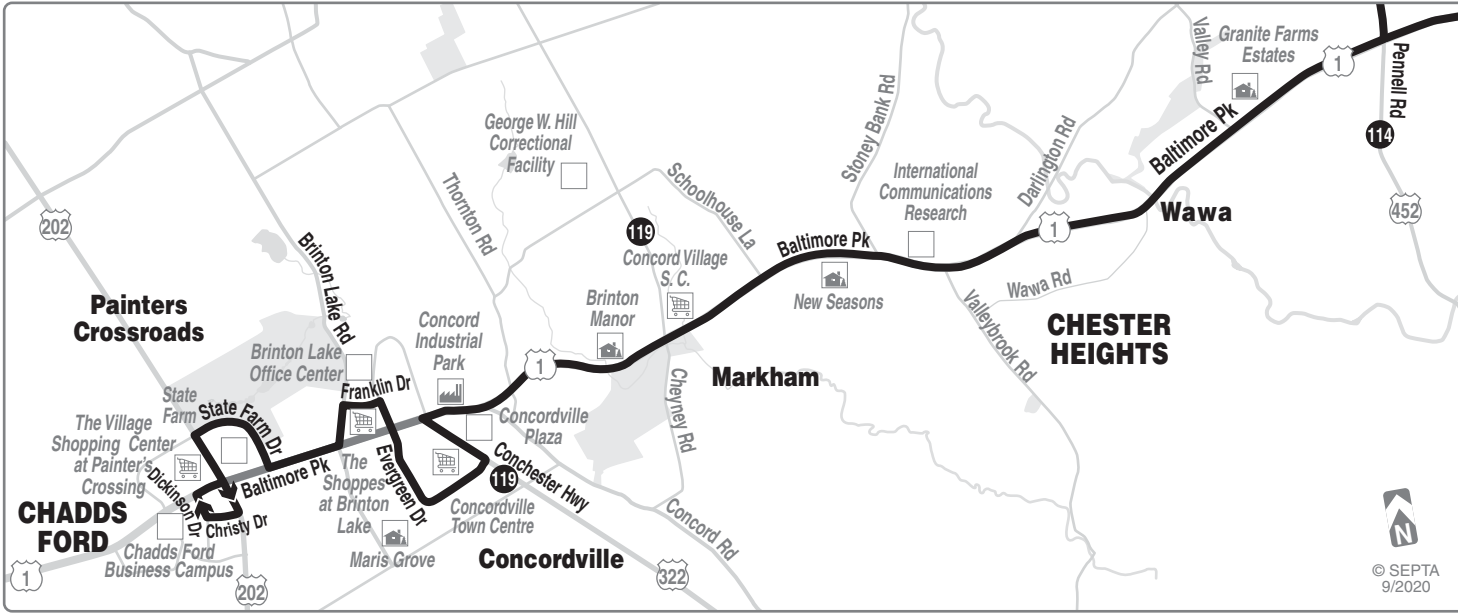 Valley Rd
Granite Farms
Estates
1
Pennell Rd
114
452
Baltimore Pk
Wawa
Stoney Bank Rd
Darlington Rd
International
Communications
Research
1
Wawa Rd
Valleybrook Rd
CHESTER
HEIGHTS
George W. Hill
Correctional
Facility
Schoolhouse La
119
Concord Village
S. C.
Baltimore Pk
New Seasons
Thornton Rd
Brinton
Manor
Markham
Cheyney Rd
202
Brinton Lake Rd
Painters
Crossroads
Concord
Industrial
Park
1
Brinton Lake
Office Center
Franklin Dr
State
Farm
State Farm Dr
The Village
Shopping Center
at Painter's
Crossing
Concordville
Plaza
Baltimore Pk
The
Shoppes
at Brinton
Lake
Evergreen Dr
119
Conchester Hwy
Concordville
Town Centre
Concord Rd
Dickinson Dr
Christy Dr
CHADDS
FORD
Chadds Ford
Business Campus
Maris Grove
Concordville
1
202
322
N
© SEPTA
9/2020